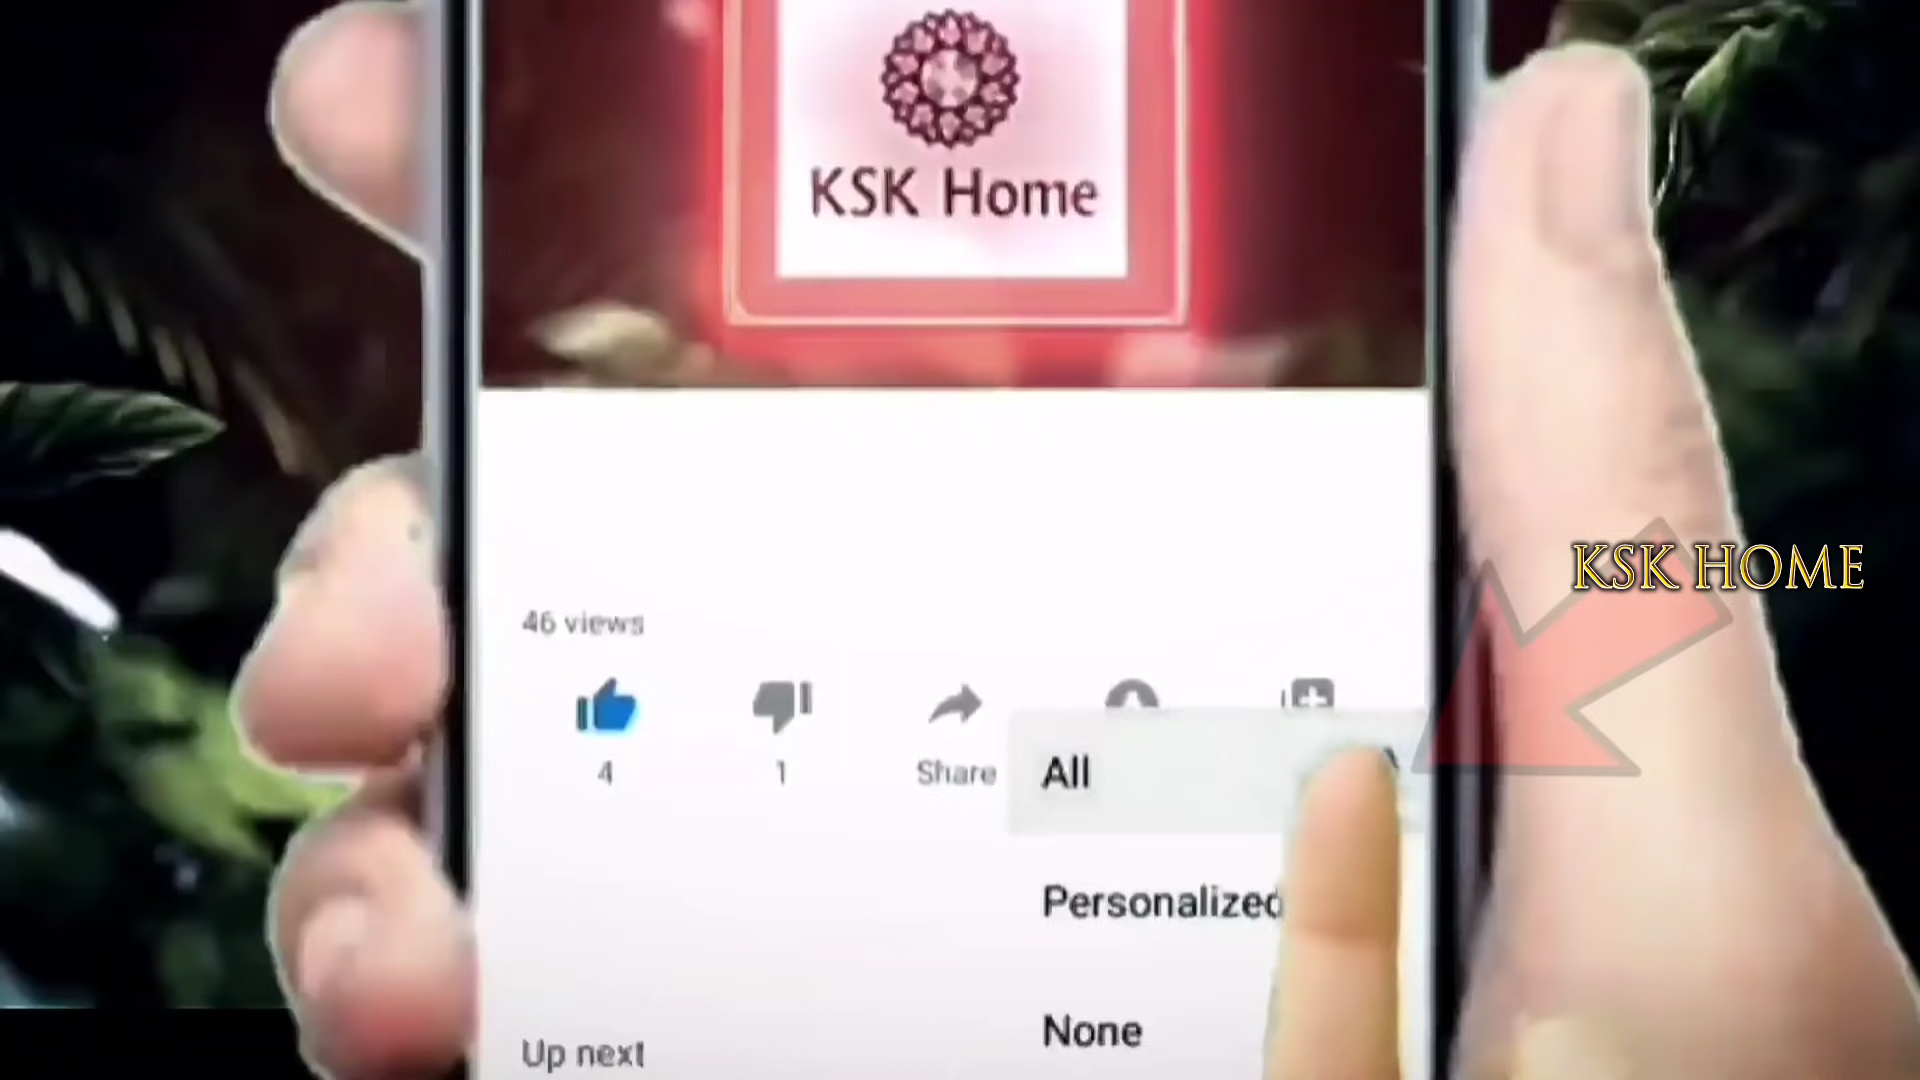 KSK Home
KSK HOME
46 views
4
1
Share
All
Personalized
None
Up next